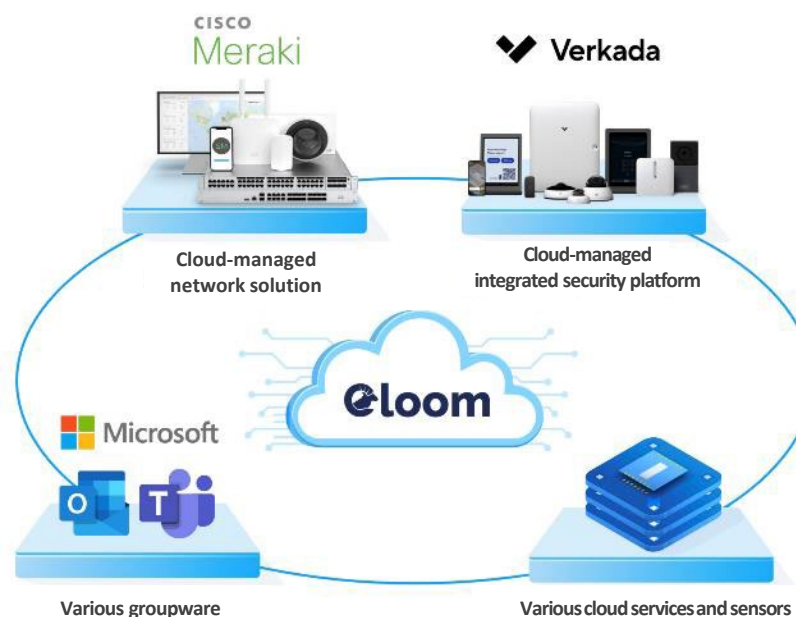 CISCO
Meraki
Verkada
Cloud-managed
network solution
Cloud-managed
integrated security platform
eloom
Microsoft
O
T
Various groupware
Various cloud services and sensors